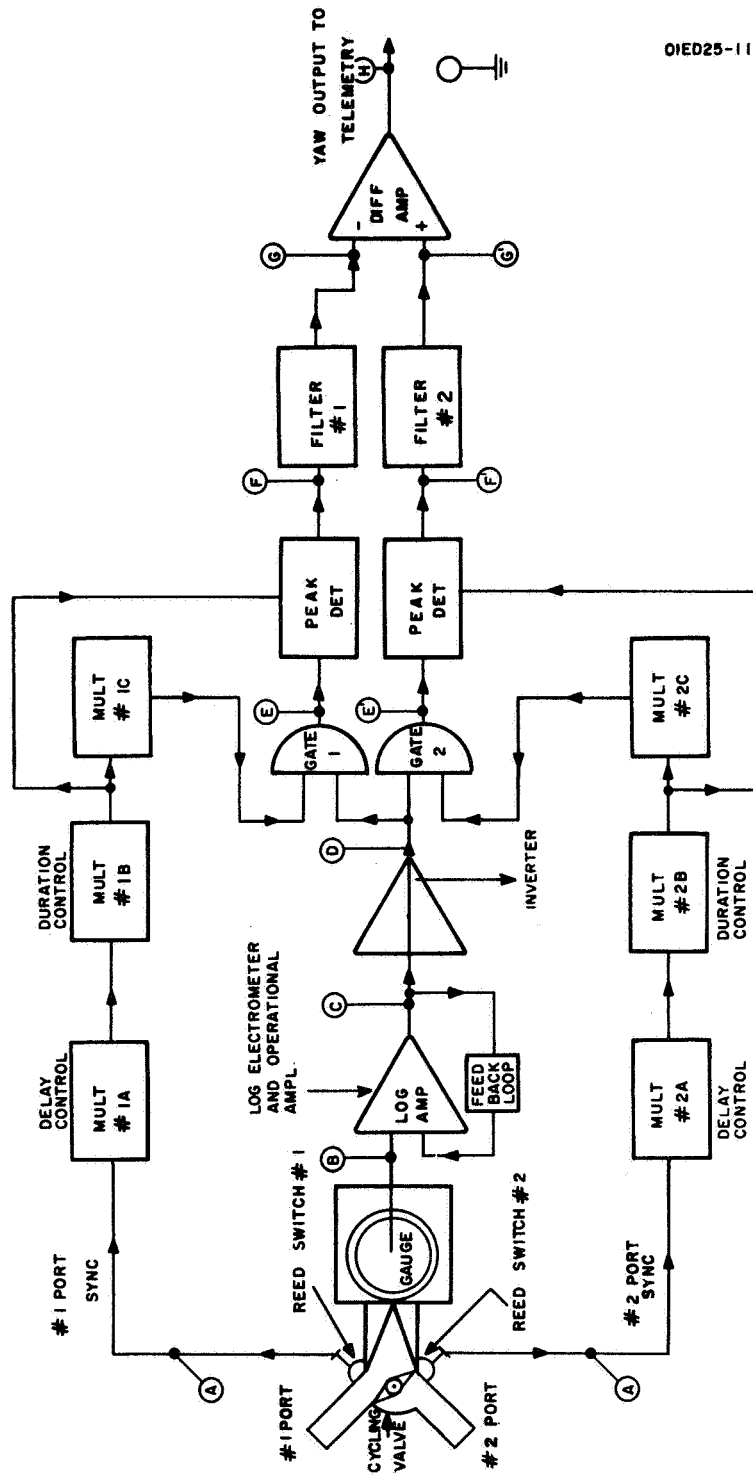 #1 PORT
SYNC
DELAY
CONTROL
MULT
#1A
DURATION
CONTROL
MULT
#1B
MULT
#1C
REED SWITCH #1
#1 PORT
CYCLING
VALVE
#2 PORT
REED SWITCH #2
GAUGE
A
B
LOG ELECTROMETER
AND OPERATIONAL
AMPL.
LOG
AMP
FEED
BACK
LOOP
C
INVERTER
D
GATE
1
GATE
2
E
E'
PEAK
DET
PEAK
DET
F
F'
FILTER
#1
FILTER
#2
G
G'
-
DIFF
AMP
+
YAW OUTPUT TO
TELEMETRY
H
A
#2 PORT
SYNC
MULT
#2A
DELAY
CONTROL
MULT
#2B
DURATION
CONTROL
MULT
#2C
01ED25-11